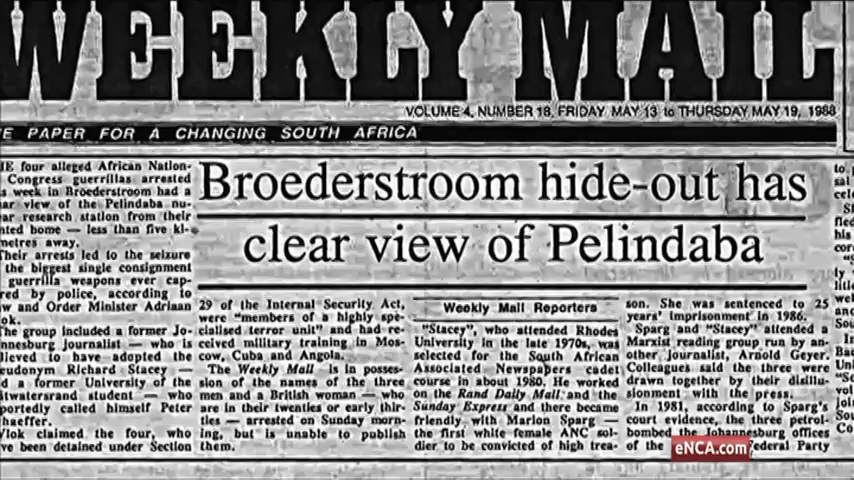 WEEKLY MAIL
VOLUME 4, NUMBER 18, FRIDAY, MAY 13 to THURSDAY MAY 19, 1988
E PAPER FOR A CHANGING SOUTH AFRICA
Broederstroom hide-out has
clear view of Pelindaba
IE four alleged African Nation-
Congress guerrillas arrested
s week in Broederstroom had a
ar view of the Pelindaba nu-
ar research station from their
nted home — less than five ki-
metres away.
Their arrests led to the seizure
the biggest single consignment
guerrilla weapons ever cap-
red by police, according to
w and Order Minister Adriaan
ok.
The group included a former Jo-
nnesburg journalist — who is
lieved to have adopted the
eudonym Richard Stacey —
d a former University of the
twatersrand student — who
portedly called himself Peter
haeffer.
Vlok claimed the four, who
ve been detained under Section
29 of the Internal Security Act,
were "members of a highly spe-
cialised terror unit" and had re-
ceived military training in Mos-
cow, Cuba and Angola.
The Weekly Mail is in posses-
sion of the names of the three
men and a British woman — who
are in their twenties or early thir-
ties — arrested on Sunday morn-
ing, but is unable to publish
them.
Weekly Mail Reporters
"Stacey", who attended Rhodes
University in the late 1970s, was
selected for the South African
Associated Newspapers cadet
course in about 1980. He worked
on the Rand Daily Mail and the
Sunday Express and there became
friendly with Marion Sparg —
the first white female ANC sol-
dier to be convicted of high trea-
son. She was sentenced to 25
years' imprisonment in 1986.
Sparg and "Stacey" attended a
Marxist reading group run by an-
other journalist, Arnold Geyer.
Colleagues said the three were
drawn together by their disillu-
sionment with the press.
In 1981, according to Sparg's
court evidence, the three petrol-
bombed the Johannesburg offices
of the
ederal Party
eNCA.com